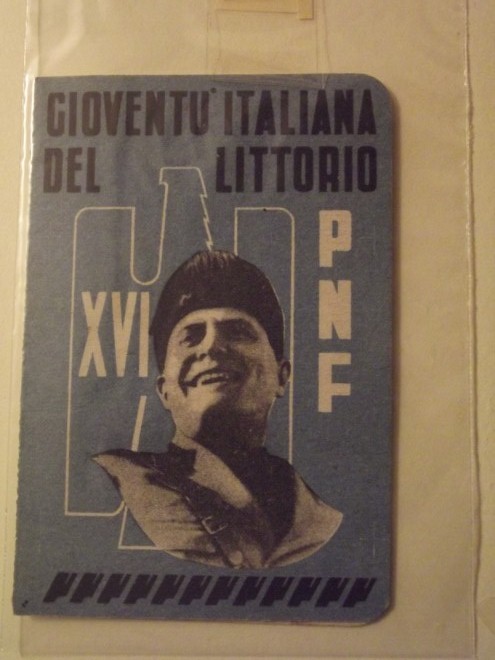 GIOVENTU' ITALIANA
DEL LITTORIO
PNF
XVI